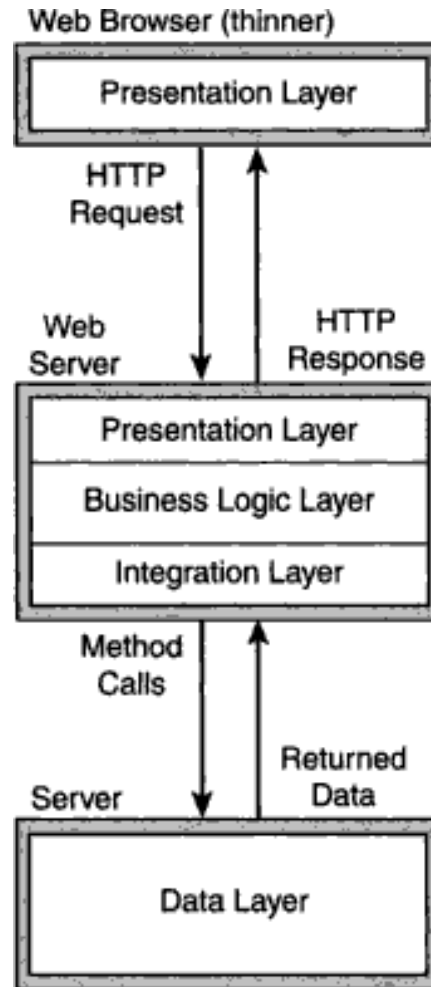 Web Browser (thinner)
Presentation Layer
HTTP
Request
Web
Server
HTTP
Response
Presentation Layer
Business Logic Layer
Integration Layer
Method
Calls
Returned
Data
Server
Data Layer